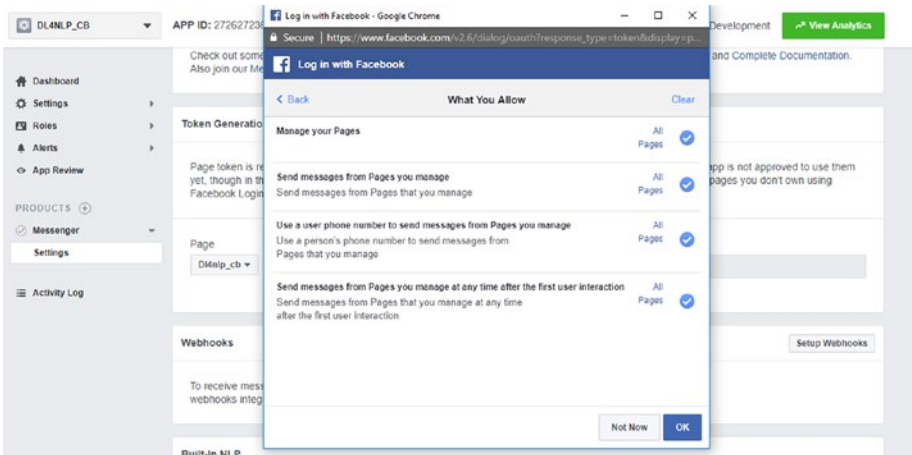 DL4NLP_CB
APP ID: 27262723
Development
View Analytics
Dashboard
Settings
Roles
Alerts
App Review
PRODUCTS
Messenger
Settings
Activity Log
Check out some
Also join our Me
and Complete Documentation.
Token Generatio
Page token is re
yet, though in th
Facebook Login
app is not approved to use them
pages you don't own using
Page
Dl4nlp_cb
Webhooks
Setup Webhooks
To receive mess
webhooks integ
Built-In NLP
Log in with Facebook - Google Chrome
Secure | https://www.facebook.com/v2.6/dialog/oauth?response_type=token&display=p...
Log in with Facebook
Back
What You Allow
Clear
Manage your Pages
All
Pages
Send messages from Pages you manage
Send messages from Pages that you manage
All
Pages
Use a user phone number to send messages from Pages you manage
Use a person's phone number to send messages from
Pages that you manage
All
Pages
Send messages from Pages you manage at any time after the first user interaction
Send messages from Pages that you manage at any time
after the first user interaction
All
Pages
Not Now
OK